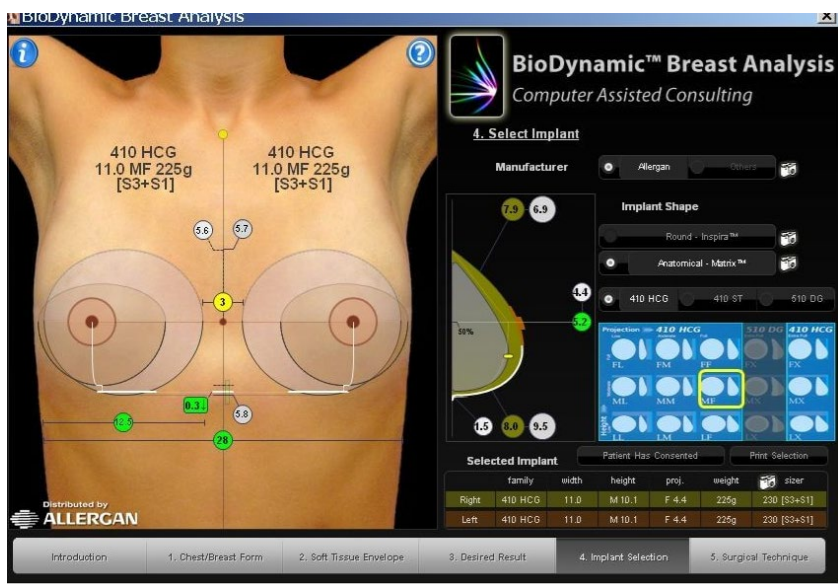 BioDynamic Breast Analysis
X
i
?
410 HCG
11.0 MF 225g
[S3+S1]
410 HCG
11.0 MF 225g
[S3+S1]
5.6
5.7
3
0.3↓
5.8
12.5
28
Distributed by
ALLERGAN
BioDynamic™ Breast Analysis
Computer Assisted Consulting
4. Select Implant
Manufacturer
Allergan
Others
Implant Shape
Round - Inspira™
Anatomical - Matrix™
410 HCG
410 ST
510 DG
7.9
6.9
4.4
5.2
50%
1.5
8.0
9.5
Projection
410 HCG
510 DG
410 HCG
FL
FM
FF
FX
FX
ML
MM
MF
MX
MX
Height
LL
LM
LF
LX
LX
Selected Implant
Patient Has Consented
Print Selection
family width height proj. weight sizer
Right 410 HCG 11.0 M 10.1 F 4.4 225g 230 [S3+S1]
Left 410 HCG 11.0 M 10.1 F 4.4 225g 230 [S3+S1]
Introduction
1. Chest/Breast Form
2. Soft Tissue Envelope
3. Desired Result
4. Implant Selection
5. Surgical Technique